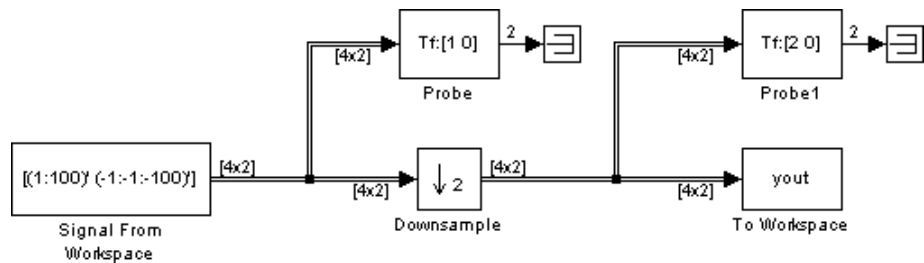 Tf:[1 0]
2
[4x2]
Probe
Tf:[2 0]
2
[4x2]
Probe1
[(1:100)' (-1:-1:-100)']
[4x2]
[4x2]
↓ 2
[4x2]
[4x2]
yout
Signal From
Workspace
Downsample
To Workspace